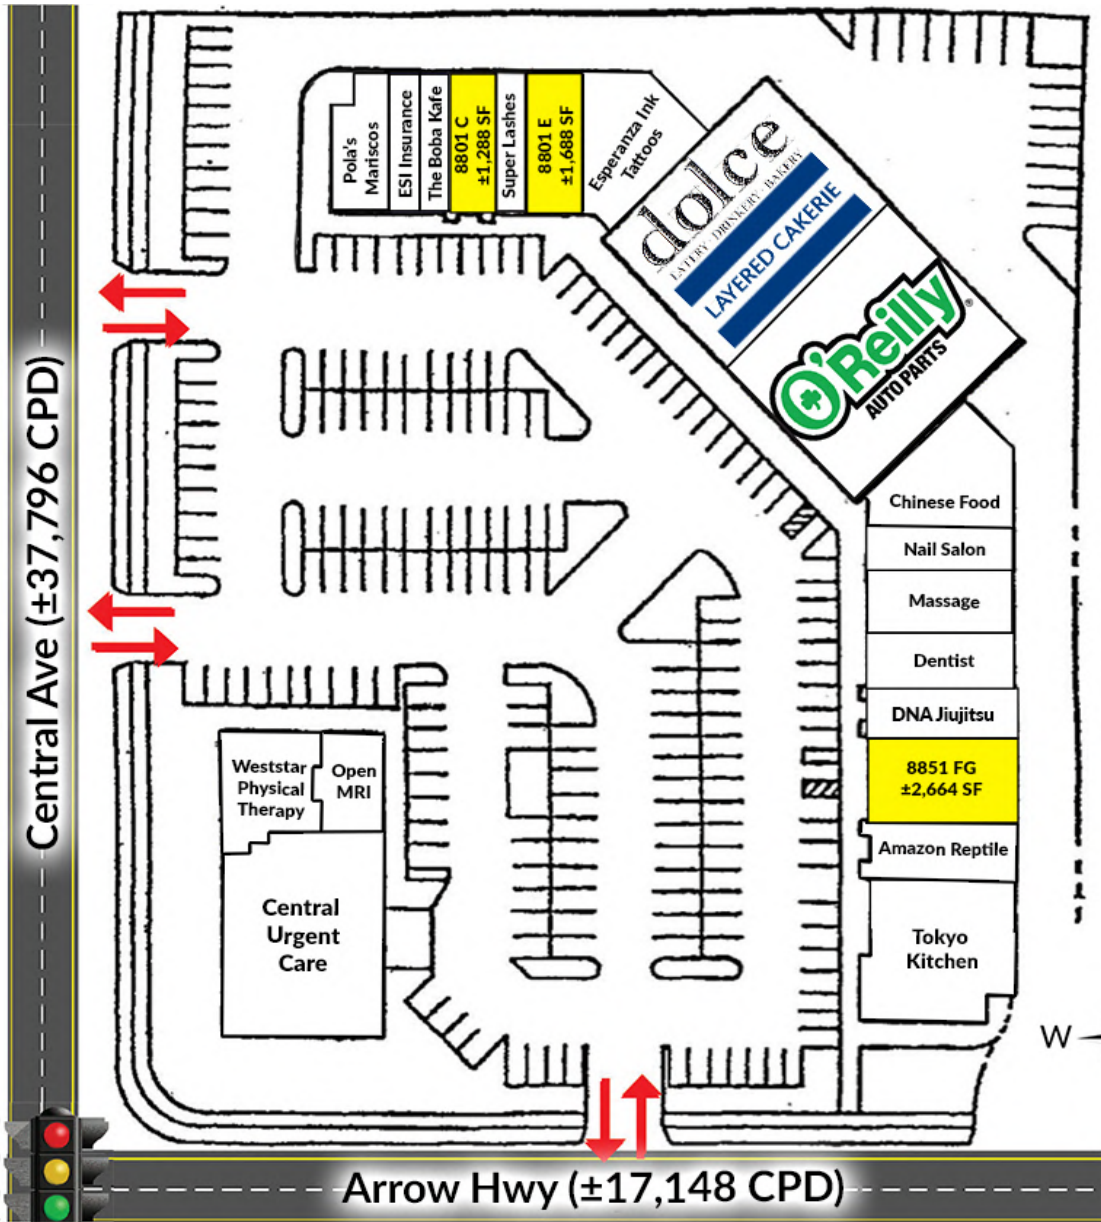 Pola's
Mariscos
ESI Insurance
The Boba Kafe
8801 C
±1,288 SF
Super Lashes
8801 E
±1,688 SF
Esperanza Ink
Tattoos
dolce
EATERY · DRINKERY · BAKERY
LAYERED CAKERIE
O'Reilly®
AUTO PARTS
Chinese Food
Nail Salon
Massage
Dentist
DNA Jiujitsu
8851 FG
±2,664 SF
Amazon Reptile
Tokyo
Kitchen
Weststar
Physical
Therapy
Open
MRI
Central
Urgent
Care
W
Central Ave (±37,796 CPD)
Arrow Hwy (±17,148 CPD)